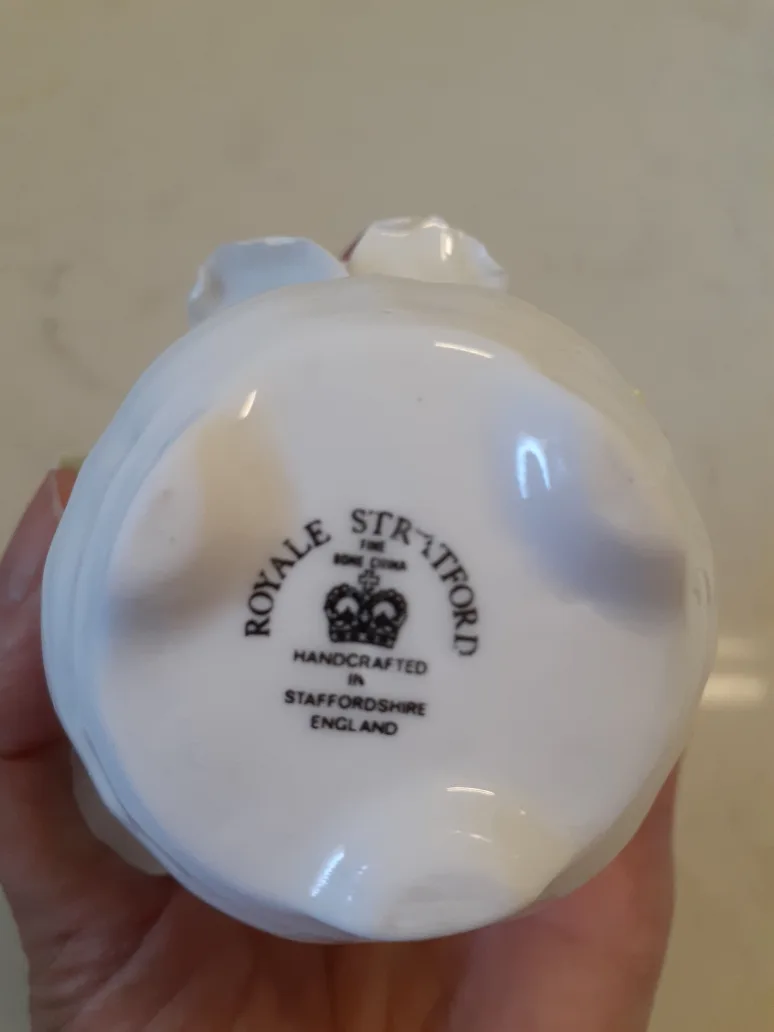 ROYALE STRATFORD
FINE
BONE CHINA
HANDCRAFTED
IN
STAFFORDSHIRE
ENGLAND